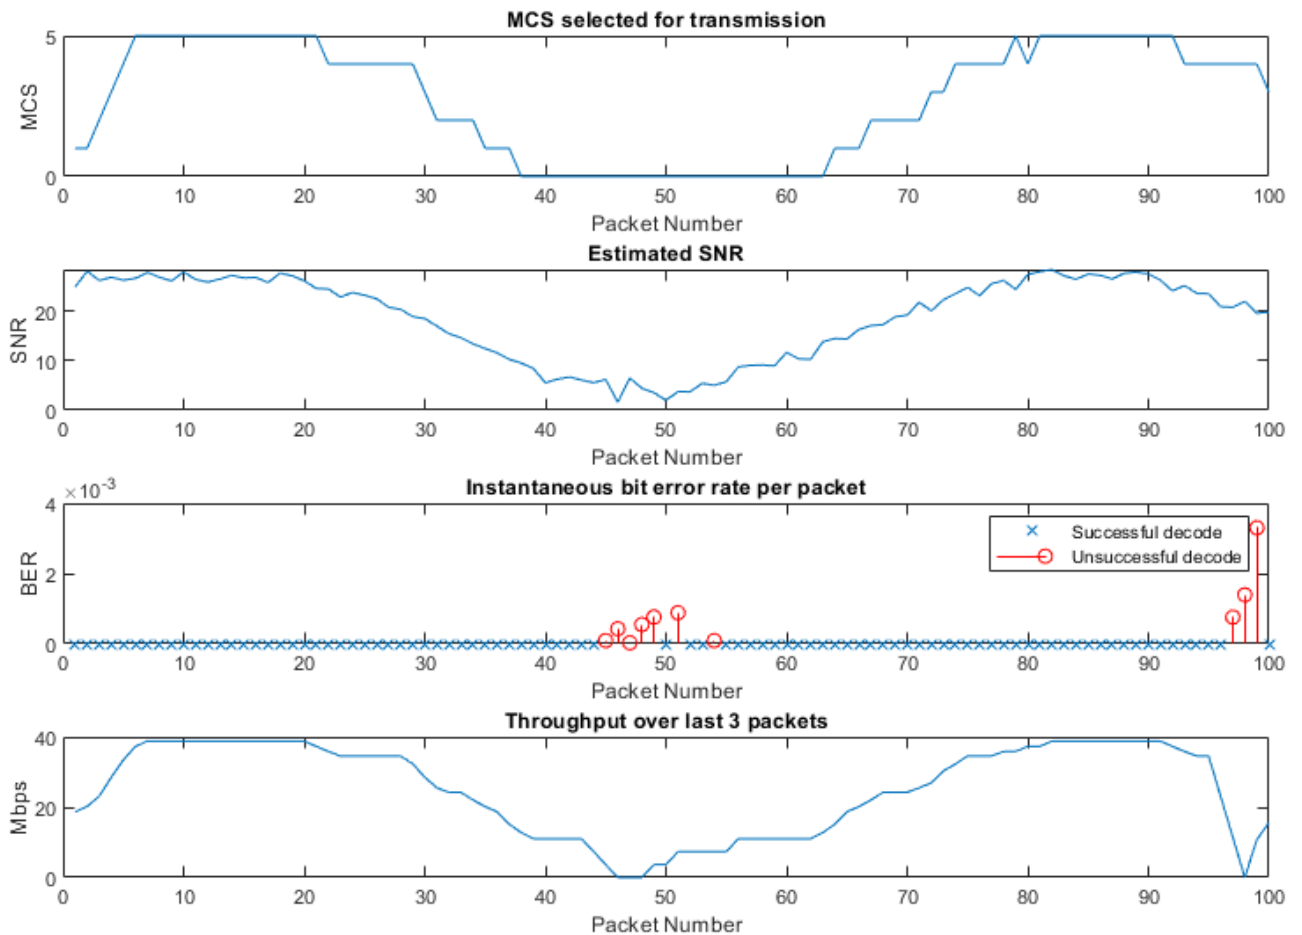 MCS selected for transmission
5
0
MCS
0 10 20 30 40 50 60 70 80 90 100
Packet Number
Estimated SNR
20
10
0
SNR
0 10 20 30 40 50 60 70 80 90 100
Packet Number
×10⁻³
Instantaneous bit error rate per packet
4
2
0
BER
Successful decode
Unsuccessful decode
0 10 20 30 40 50 60 70 80 90 100
Packet Number
Throughput over last 3 packets
40
20
0
Mbps
0 10 20 30 40 50 60 70 80 90 100
Packet Number